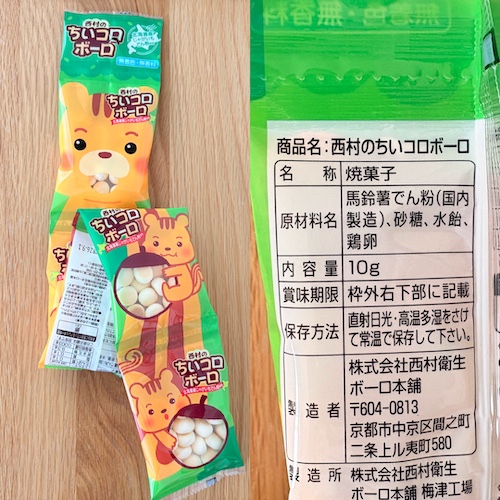 西村の
ちいコロ
ボーロ
無着色・無香料
ちいコロ
ボーロ
西村の
ちいコロ
ボーロ
西村の
ちいコロ
ボーロ
無着色・無香料
商品名:西村のちいコロボーロ
名 称 焼菓子
原材料名 馬鈴薯でん粉(国内
製造)、砂糖、水飴、
鶏卵
内容量 10g
賞味期限 枠外右下部に記載
保存方法 直射日光・高温多湿をさけ
て常温で保存して下さい。
製造者 株式会社西村衛生
ボーロ本舗
〒604-0813
京都市中京区間之町
二条上ル夷町580
製造所 株式会社西村衛生
ボーロ本舗 梅津工場